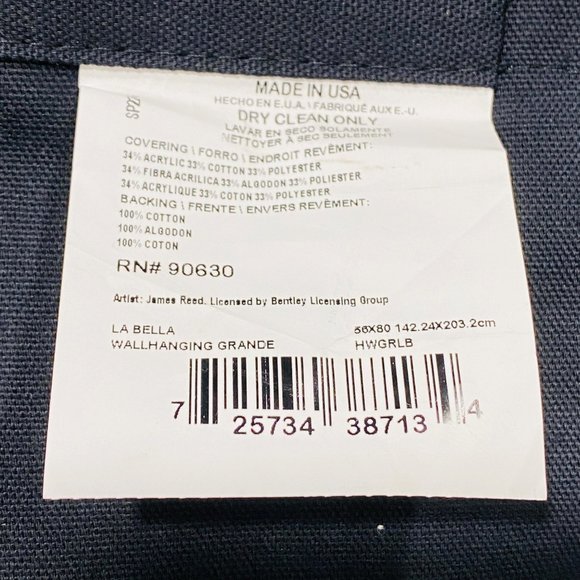 MADE IN USA
HECHO EN E.U.A. \ FABRIQUÉ AUX E.-U.
DRY CLEAN ONLY
LAVAR EN SECO SOLAMENTE
NETTOYER À SEC SEULEMENT
COVERING \ FORRO \ ENDROIT REVÊMENT:
34% ACRYLIC 33% COTTON 33% POLYESTER
34% FIBRA ACRILICA 33% ALGODON 33% POLIESTER
34% ACRYLIQUE 33% COTON 33% POLYESTER
BACKING \ FRENTE \ ENVERS REVÊMENT:
100% COTTON
100% ALGODON
100% COTON
RN# 90630
Artist: James Reed. Licensed by Bentley Licensing Group
LA BELLA 56X80 142.24X203.2cm
WALLHANGING GRANDE HWGRLB
7 25734 38713 4